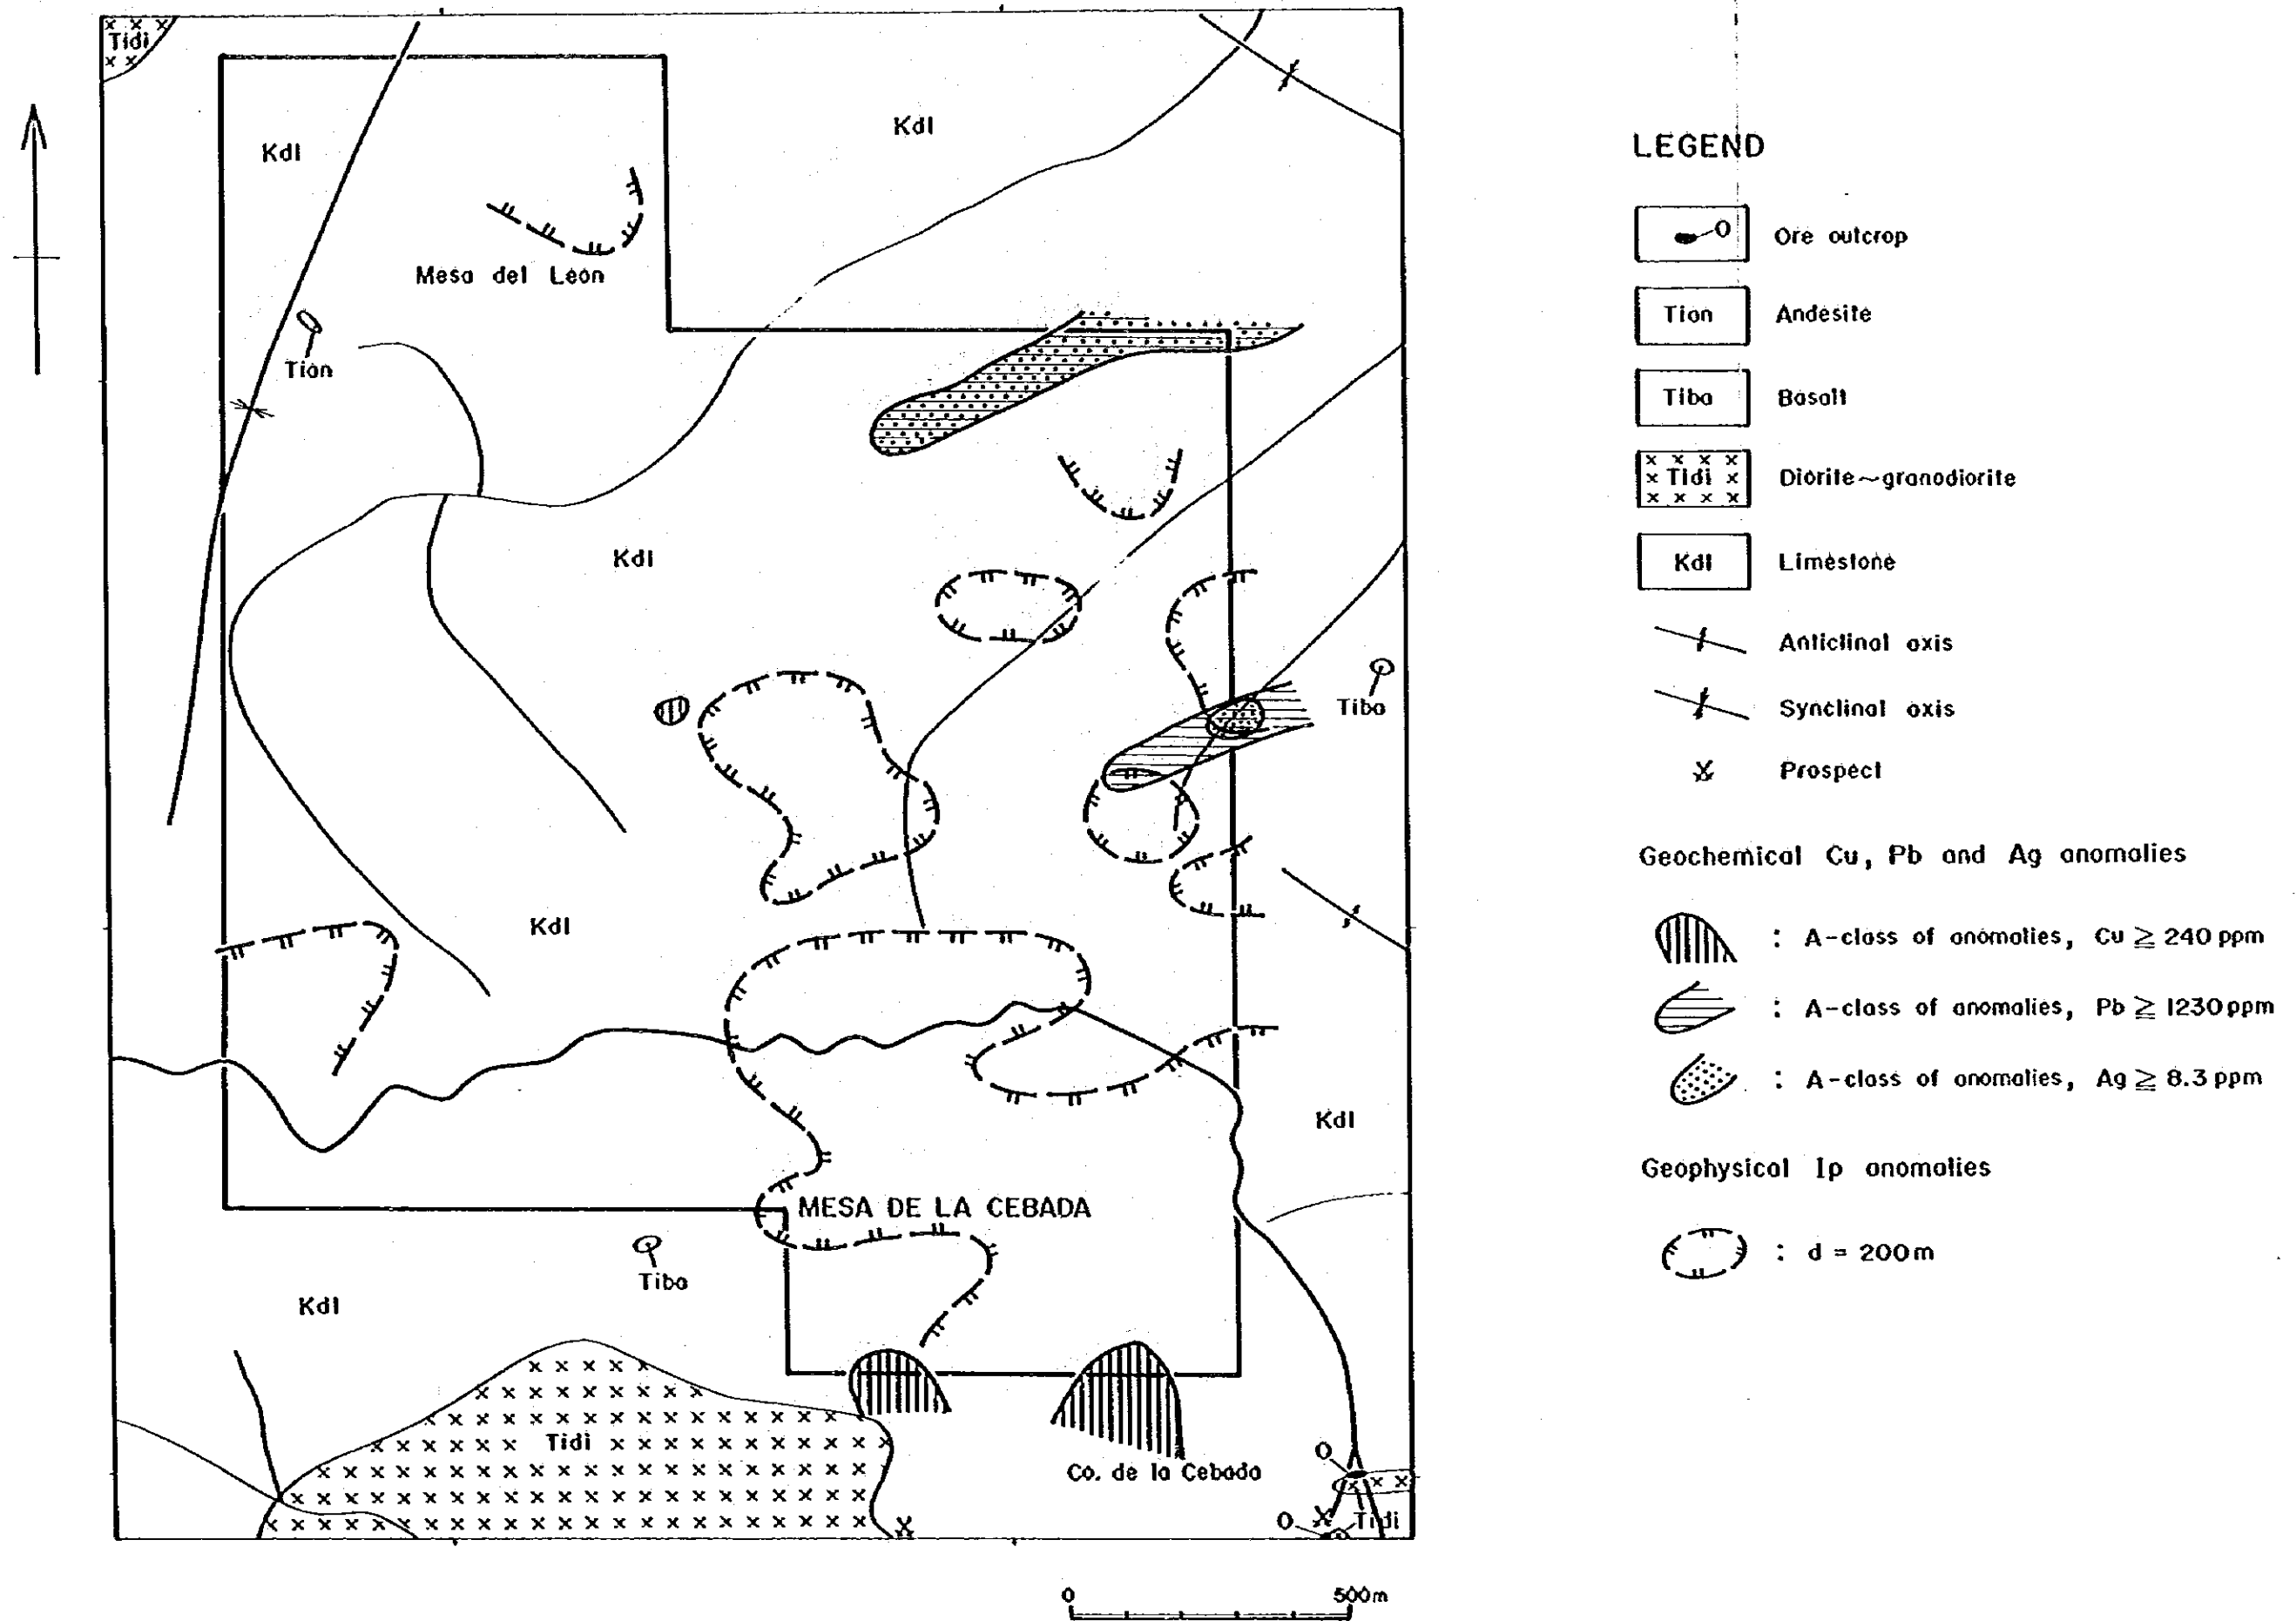 Tidi
Kdl
Kdl
Mesa del León
Tian
Kdl
Tiba
Kdl
Kdl
MESA DE LA CEBADA
Tiba
Kdl
Tidi
Co. de la Cebada
O
O
Tidi
0 500m
LEGEND
O
Ore outcrop
Tian
Andesite
Tiba
Basalt
Tidi
Diorite~granodiorite
Kdl
Limestone
Anticlinal axis
Synclinal axis
Prospect
Geochemical Cu, Pb and Ag anomalies
: A-class of anomalies, Cu ≧ 240 ppm
: A-class of anomalies, Pb ≧ 1230 ppm
: A-class of anomalies, Ag ≧ 8.3 ppm
Geophysical Ip anomalies
: d = 200m